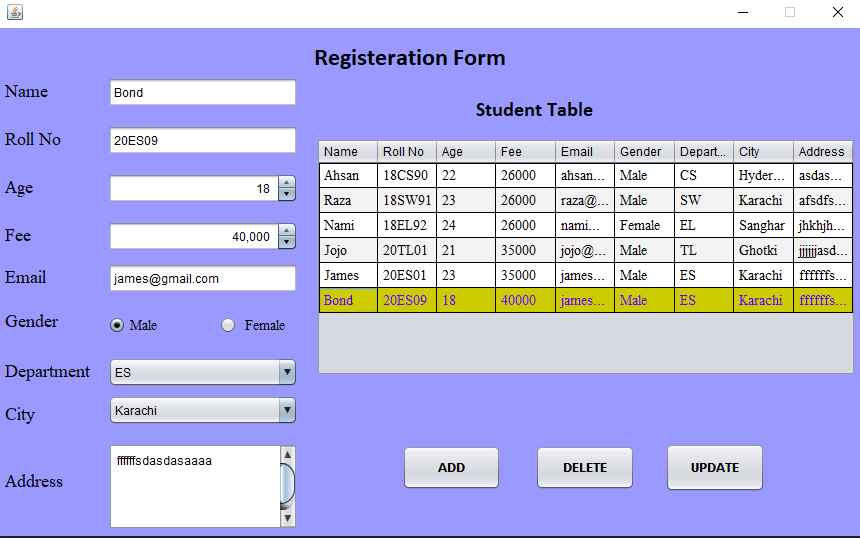 Registeration Form
Name Bond
Roll No 20ES09
Age 18
Fee 40,000
Email james@gmail.com
Gender Male Female
Department ES
City Karachi
Address ffffffsdasdasaaaa
Student Table
Name Roll No Age Fee Email Gender Depart... City Address
Ahsan 18CS90 22 26000 ahsan... Male CS Hyder... asdas...
Raza 18SW91 23 26000 raza@... Male SW Karachi afsdfs...
Nami 18EL92 24 26000 nami... Female EL Sanghar jhkhjh...
Jojo 20TL01 21 35000 jojo@... Male TL Ghotki jjjjjjasd...
James 20ES01 23 35000 james... Male ES Karachi ffffffs...
Bond 20ES09 18 40000 james... Male ES Karachi ffffffs...
ADD DELETE UPDATE